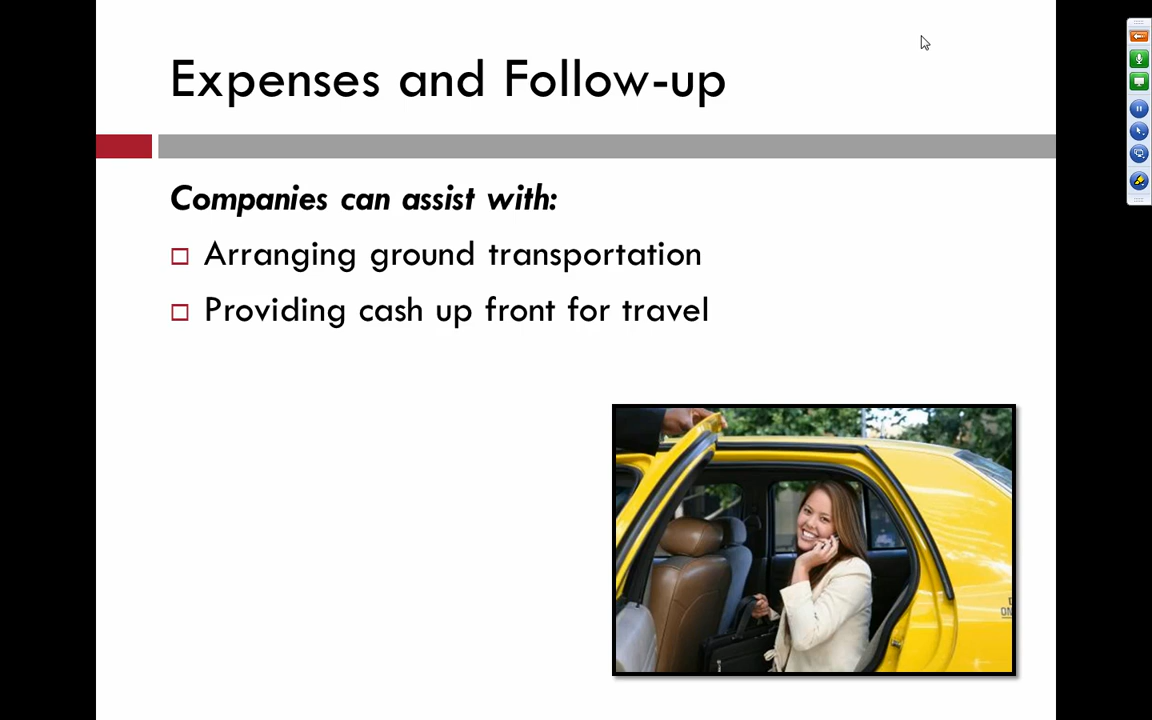 Expenses and Follow-up
Companies can assist with:
Arranging ground transportation
Providing cash up front for travel